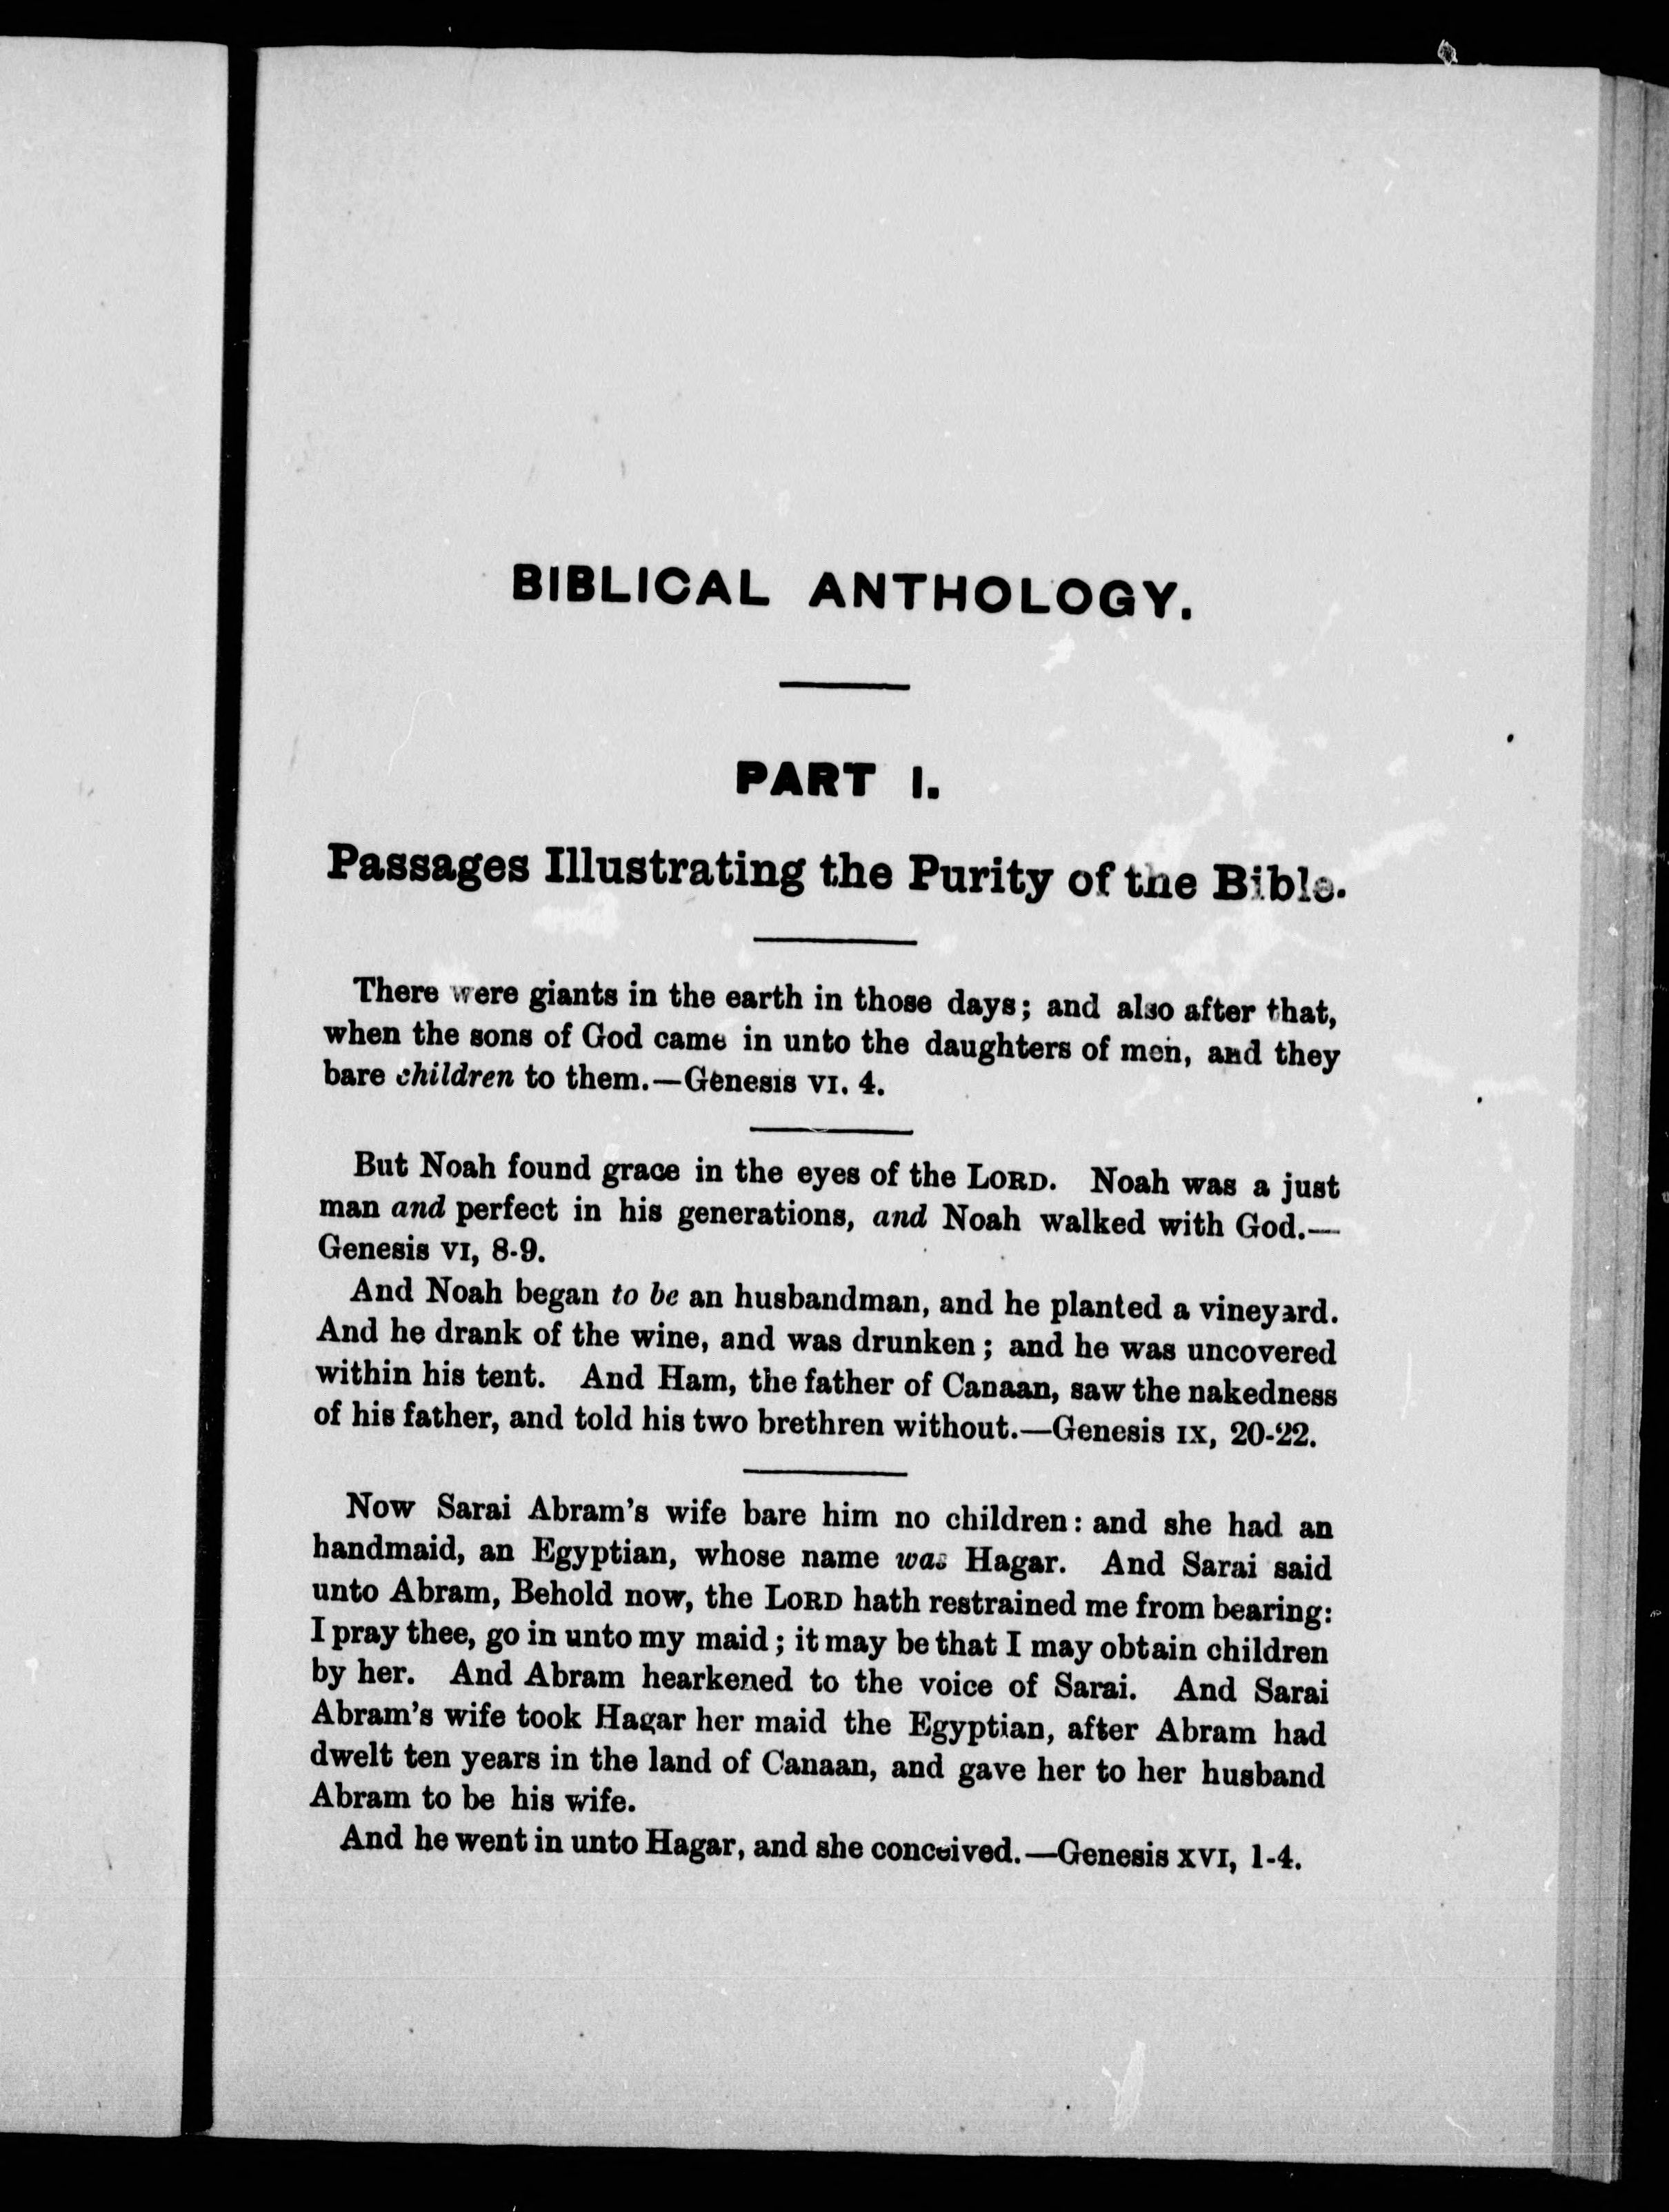 BIBLICAL ANTHOLOGY.
PART I.
Passages Illustrating the Purity of the Bible.
There were giants in the earth in those days; and also after that,
when the sons of God came in unto the daughters of men, and they
bare children to them.—Genesis VI. 4.
But Noah found grace in the eyes of the LORD. Noah was a just
man and perfect in his generations, and Noah walked with God.—
Genesis VI, 8-9.
And Noah began to be an husbandman, and he planted a vineyard.
And he drank of the wine, and was drunken; and he was uncovered
within his tent. And Ham, the father of Canaan, saw the nakedness
of his father, and told his two brethren without.—Genesis IX, 20-22.
Now Sarai Abram's wife bare him no children: and she had an
handmaid, an Egyptian, whose name was Hagar. And Sarai said
unto Abram, Behold now, the LORD hath restrained me from bearing:
I pray thee, go in unto my maid; it may be that I may obtain children
by her. And Abram hearkened to the voice of Sarai. And Sarai
Abram's wife took Hagar her maid the Egyptian, after Abram had
dwelt ten years in the land of Canaan, and gave her to her husband
Abram to be his wife.
And he went in unto Hagar, and she conceived.—Genesis XVI, 1-4.